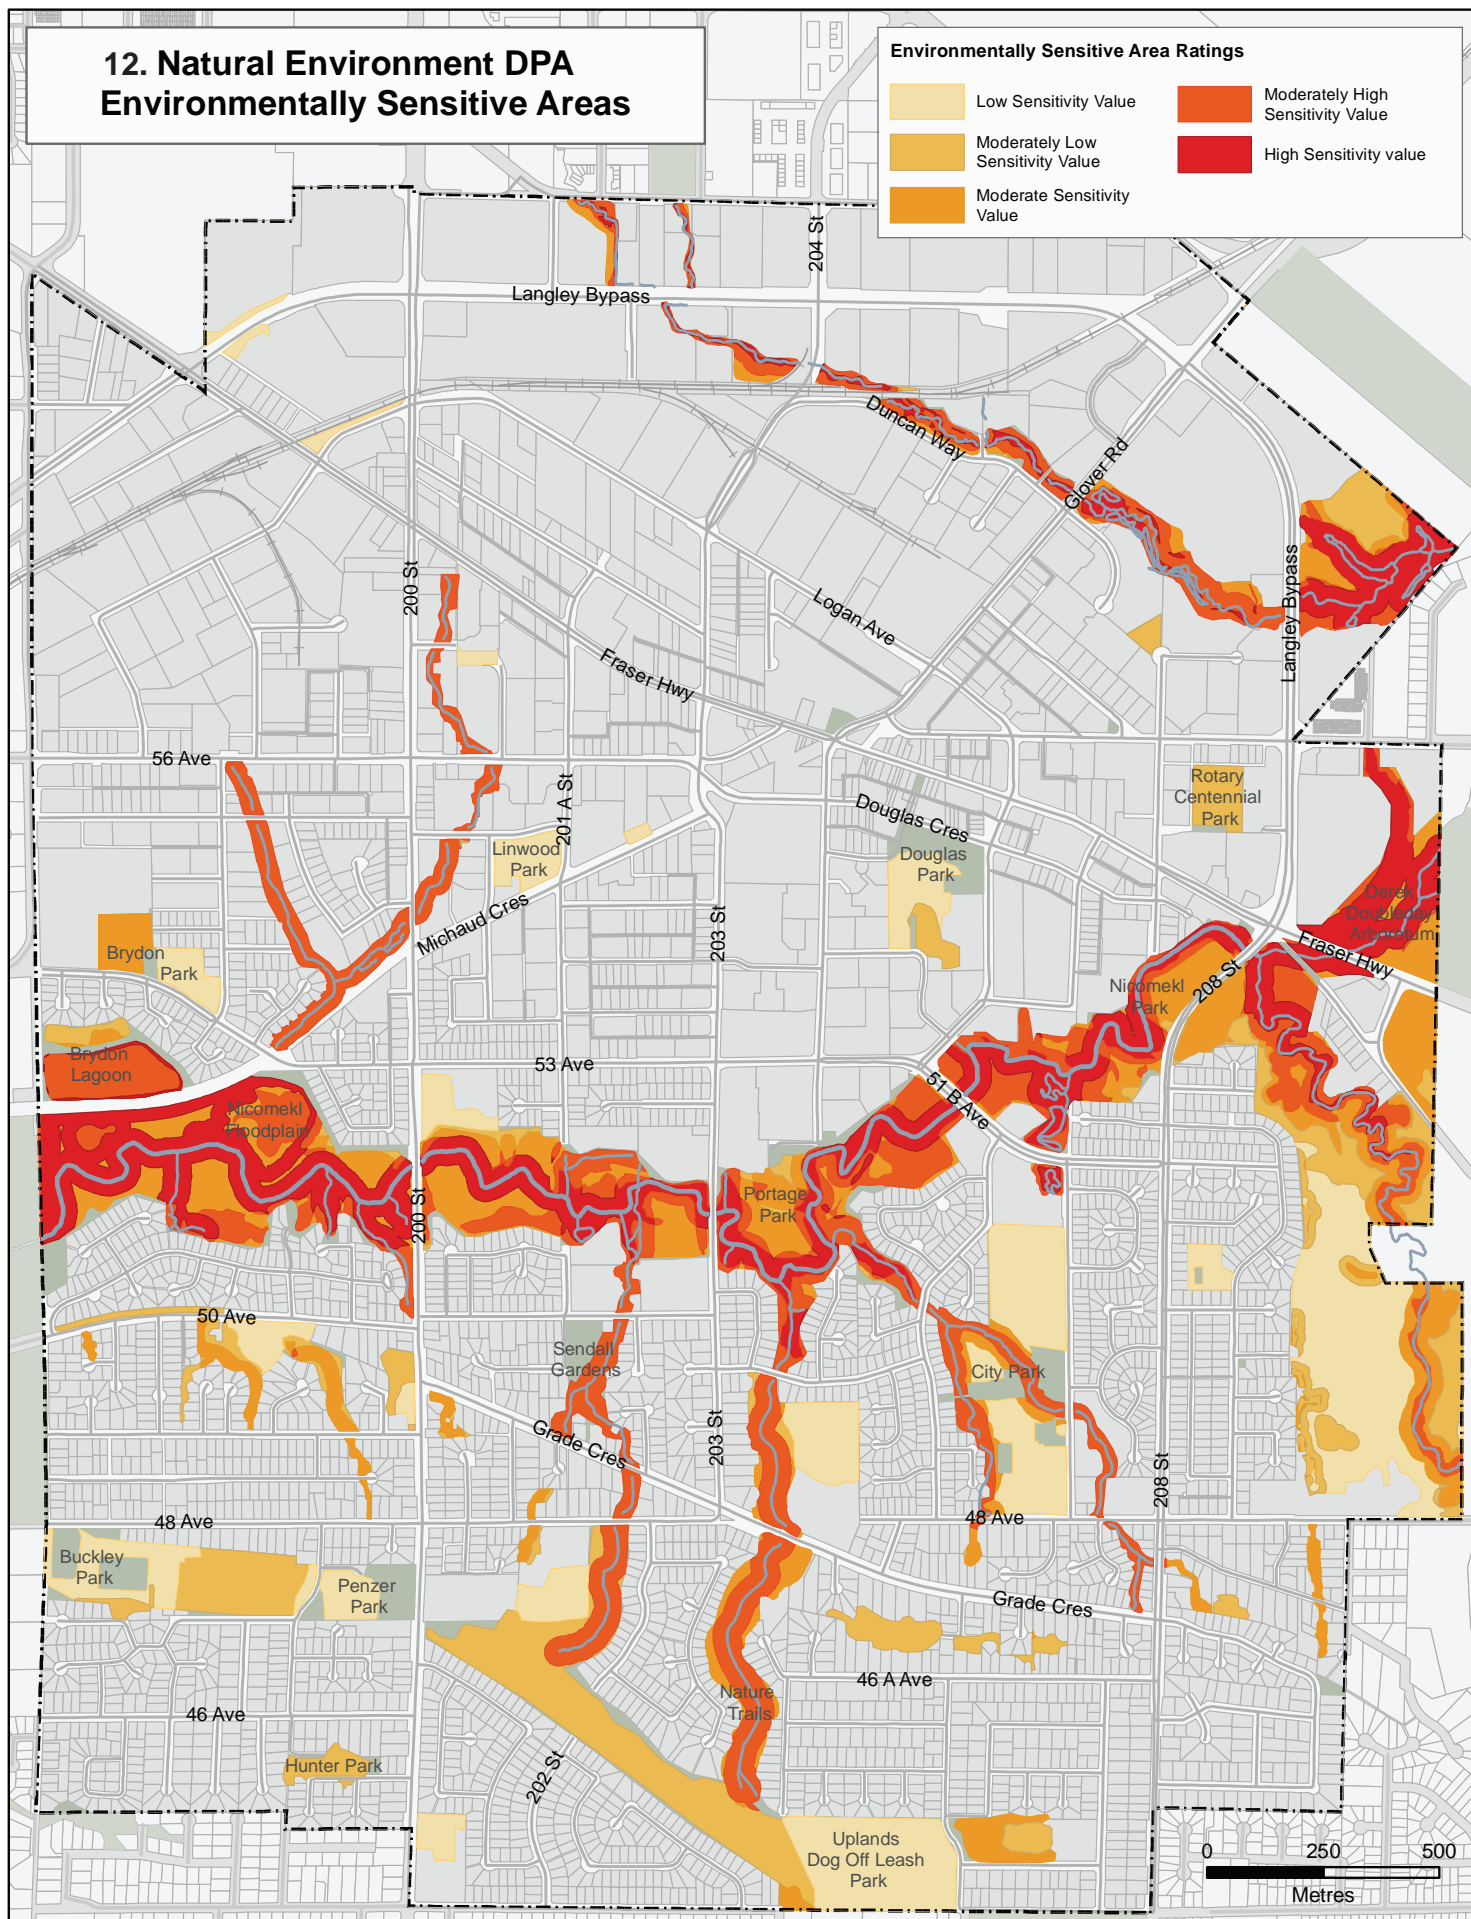 12. Natural Environment DPA
Environmentally Sensitive Areas
Environmentally Sensitive Area Ratings
Low Sensitivity Value
Moderately Low
Sensitivity Value
Moderate Sensitivity
Value
Moderately High
Sensitivity Value
High Sensitivity value
204 St
Langley Bypass
Duncan Way
Glover Rd
Langley Bypass
200 St
Logan Ave
Fraser Hwy
56 Ave
201 A St
Rotary
Centennial
Park
Douglas Cres
Linwood
Park
Douglas
Park
Derek
Doubleday
Arboretum
Michaud Cres
203 St
Fraser Hwy
Brydon
Park
208 St
Nicomekl
Park
Brydon
Lagoon
53 Ave
51 B Ave
Nicomekl
Floodplain
200 St
Portage
Park
50 Ave
Sendall
Gardens
City Park
Grade Cres
203 St
208 St
48 Ave
48 Ave
Buckley
Park
Penzer
Park
Grade Cres
46 A Ave
Nature
Trails
46 Ave
Hunter Park
202 St
Uplands
Dog Off Leash
Park
0 250 500
Metres